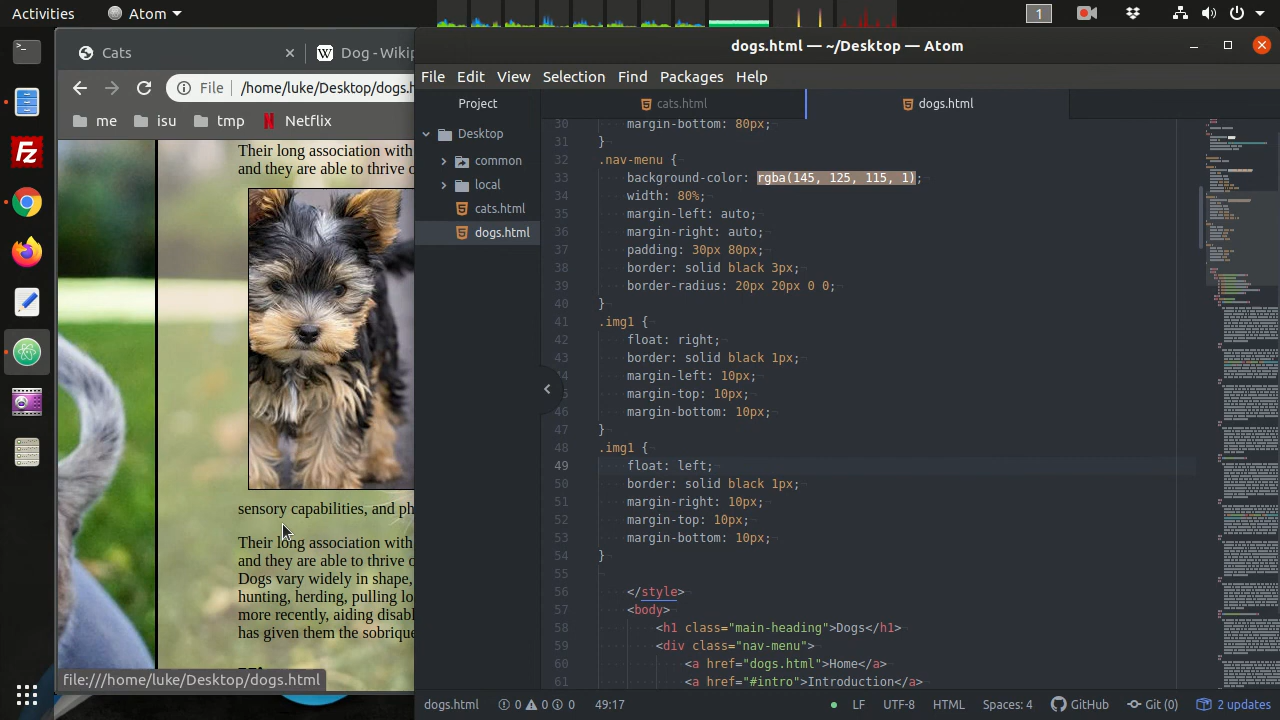 Activities
Atom
1
Cats
Dog - Wikip
File
/home/luke/Desktop/dogs.h
me
isu
tmp
Netflix
Their long association with
and they are able to thrive o
sensory capabilities, and ph
Their long association with
and they are able to thrive o
Dogs vary widely in shape,
hunting, herding, pulling lo
more recently, aiding disabl
has given them the sobrique
file:///home/luke/Desktop/dogs.html
dogs.html — ~/Desktop — Atom
File Edit View Selection Find Packages Help
Project
cats.html
dogs.html
Desktop
common
local
cats.html
dogs.html
30 margin-bottom: 80px;
31 }
32 .nav-menu {
33 background-color: rgba(145, 125, 115, 1);
34 width: 80%;
35 margin-left: auto;
36 margin-right: auto;
37 padding: 20px 80px;
38 border: solid black 3px;
39 border-radius: 20px 20px 0 0;
40 }
41 .img1 {
42 float: right;
43 border: solid black 1px;
44 margin-left: 10px;
45 margin-top: 10px;
46 margin-bottom: 10px;
47 }
48 .img1 {
49 float: left;
50 border: solid black 1px;
51 margin-right: 10px;
52 margin-top: 10px;
53 margin-bottom: 10px;
54 }
55
56 </style>
57 <body>
58 <h1 class="main-heading">Dogs</h1>
59 <div class="nav-menu">
60 <a href="dogs.html">Home</a>
61 <a href="#intro">Introduction</a>
dogs.html 0 0 0 49:17 LF UTF-8 HTML Spaces: 4 GitHub Git (0) 2 updates